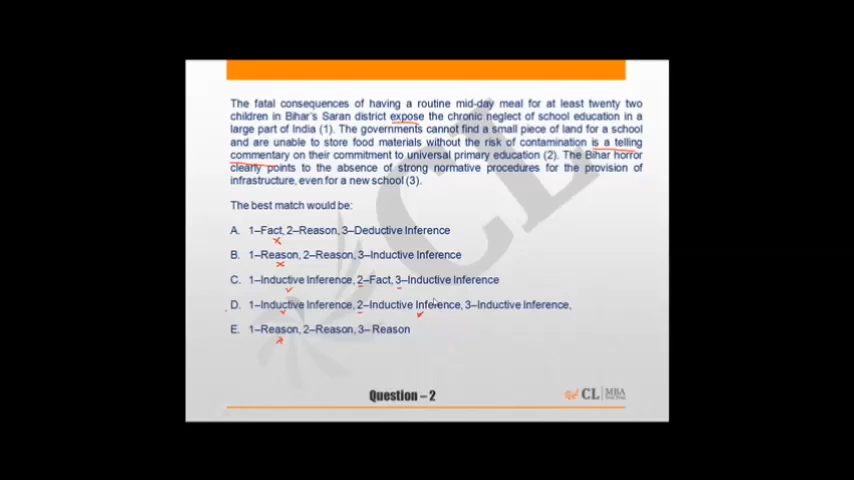 The fatal consequences of having a routine mid-day meal for at least twenty two
children in Bihar's Saran district expose the chronic neglect of school education in a
large part of India (1). The governments cannot find a small piece of land for a school
and are unable to store food materials without the risk of contamination is a telling
commentary on their commitment to universal primary education (2). The Bihar horror
clearly points to the absence of strong normative procedures for the provision of
infrastructure, even for a new school (3).
The best match would be:
A. 1–Fact, 2–Reason, 3–Deductive Inference
B. 1–Reason, 2–Reason, 3–Inductive Inference
C. 1–Inductive Inference, 2–Fact, 3–Inductive Inference
D. 1–Inductive Inference, 2–Inductive Inference, 3–Inductive Inference,
E. 1–Reason, 2–Reason, 3– Reason
Question – 2
CL MBA